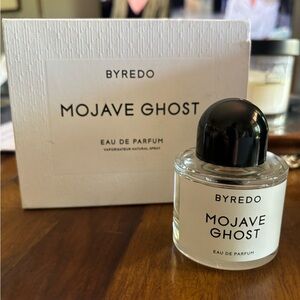 BYREDO
MOJAVE GHOST
EAU DE PARFUM
VAPORISATEUR NATURAL SPRAY
BYREDO
MOJAVE
GHOST
EAU DE PARFUM